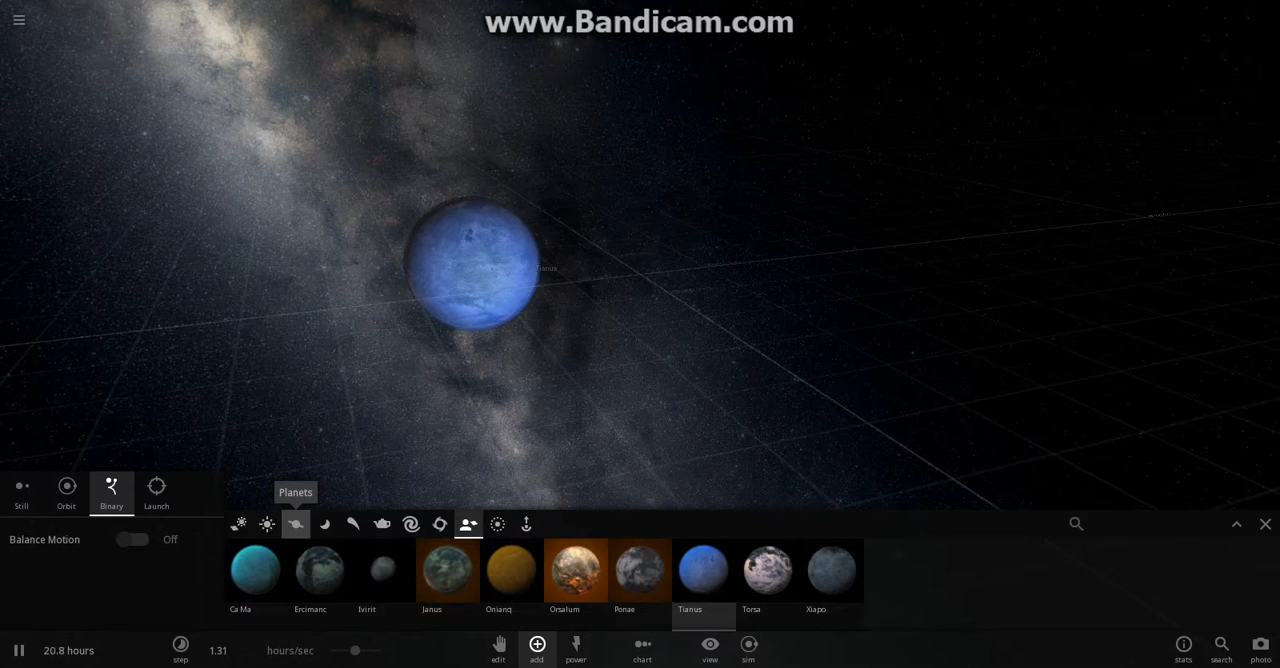 www.Bandicam.com
Tianus
Planets
Still Orbit Binary Launch
Balance Motion Off
Ca Ma Ercimanc Ivirit Janus Onianq Orsalum Ponae Tianus Torsa Xiapo
20.8 hours step 1.31 hours/sec edit add power chart view sim stats search photo